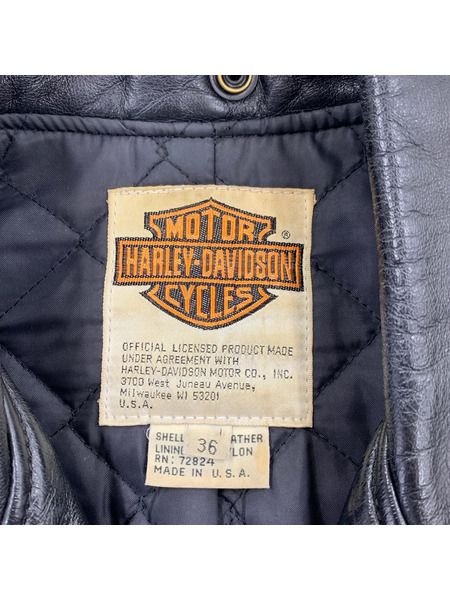 MOTOR
HARLEY-DAVIDSON
CYCLES
®
OFFICIAL LICENSED PRODUCT MADE
UNDER AGREEMENT WITH
HARLEY-DAVIDSON MOTOR CO., INC.
3700 West Juneau Avenue,
Milwaukee WI 53201
U.S.A.
SHELL
36
RN: 72824
MADE IN U.S.A.